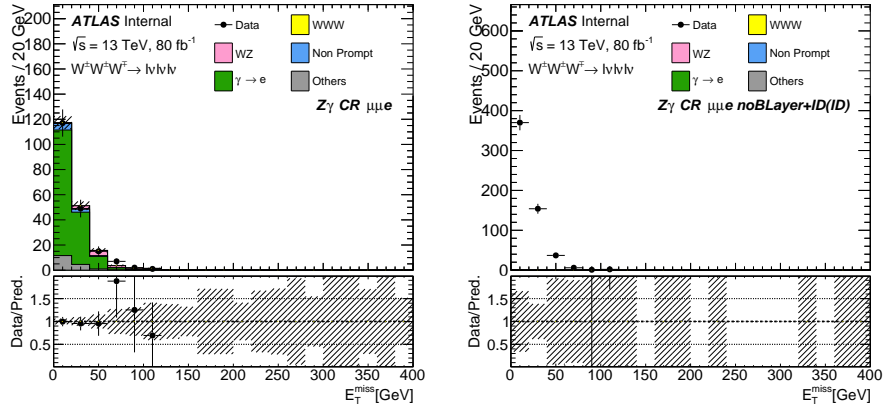 ATLAS Internal
√s = 13 TeV, 80 fb⁻¹
W±W±W∓→ lνlνlν
Data
WZ
γ → e
WWW
Non Prompt
Others
Zγ CR μμe
Events / 20 GeV
200
180
160
140
120
100
80
60
40
20
0
Data/Pred.
1.5
1
0.5
0 50 100 150 200 250 300 350 400
E_T^miss[GeV]
ATLAS Internal
√s = 13 TeV, 80 fb⁻¹
W±W±W∓→ lνlνlν
Data
WZ
γ → e
WWW
Non Prompt
Others
Zγ CR μμe noBLayer+ID(ID)
Events / 20 GeV
600
500
400
300
200
100
0
Data/Pred.
1.5
1
0.5
0 50 100 150 200 250 300 350 400
E_T^miss[GeV]